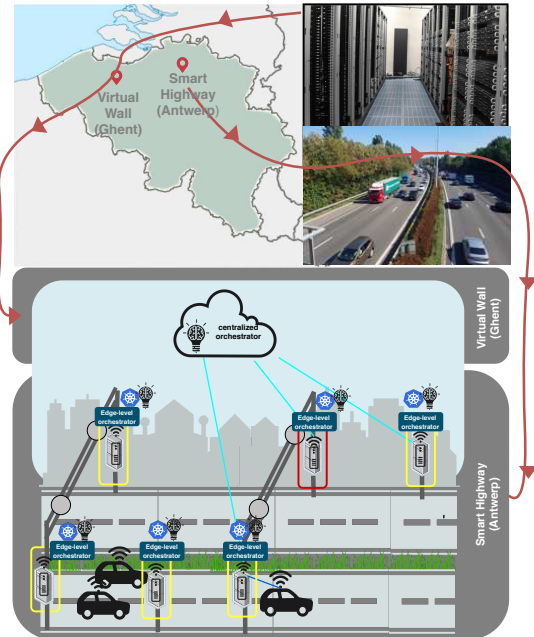 Virtual
Wall
(Ghent)
Smart
Highway
(Antwerp)
Virtual Wall
(Ghent)
centralized
orchestrator
Edge-level
orchestrator
Edge-level
orchestrator
Edge-level
orchestrator
Smart Highway
(Antwerp)
Edge-level
orchestrator
Edge-level
orchestrator
Edge-level
orchestrator